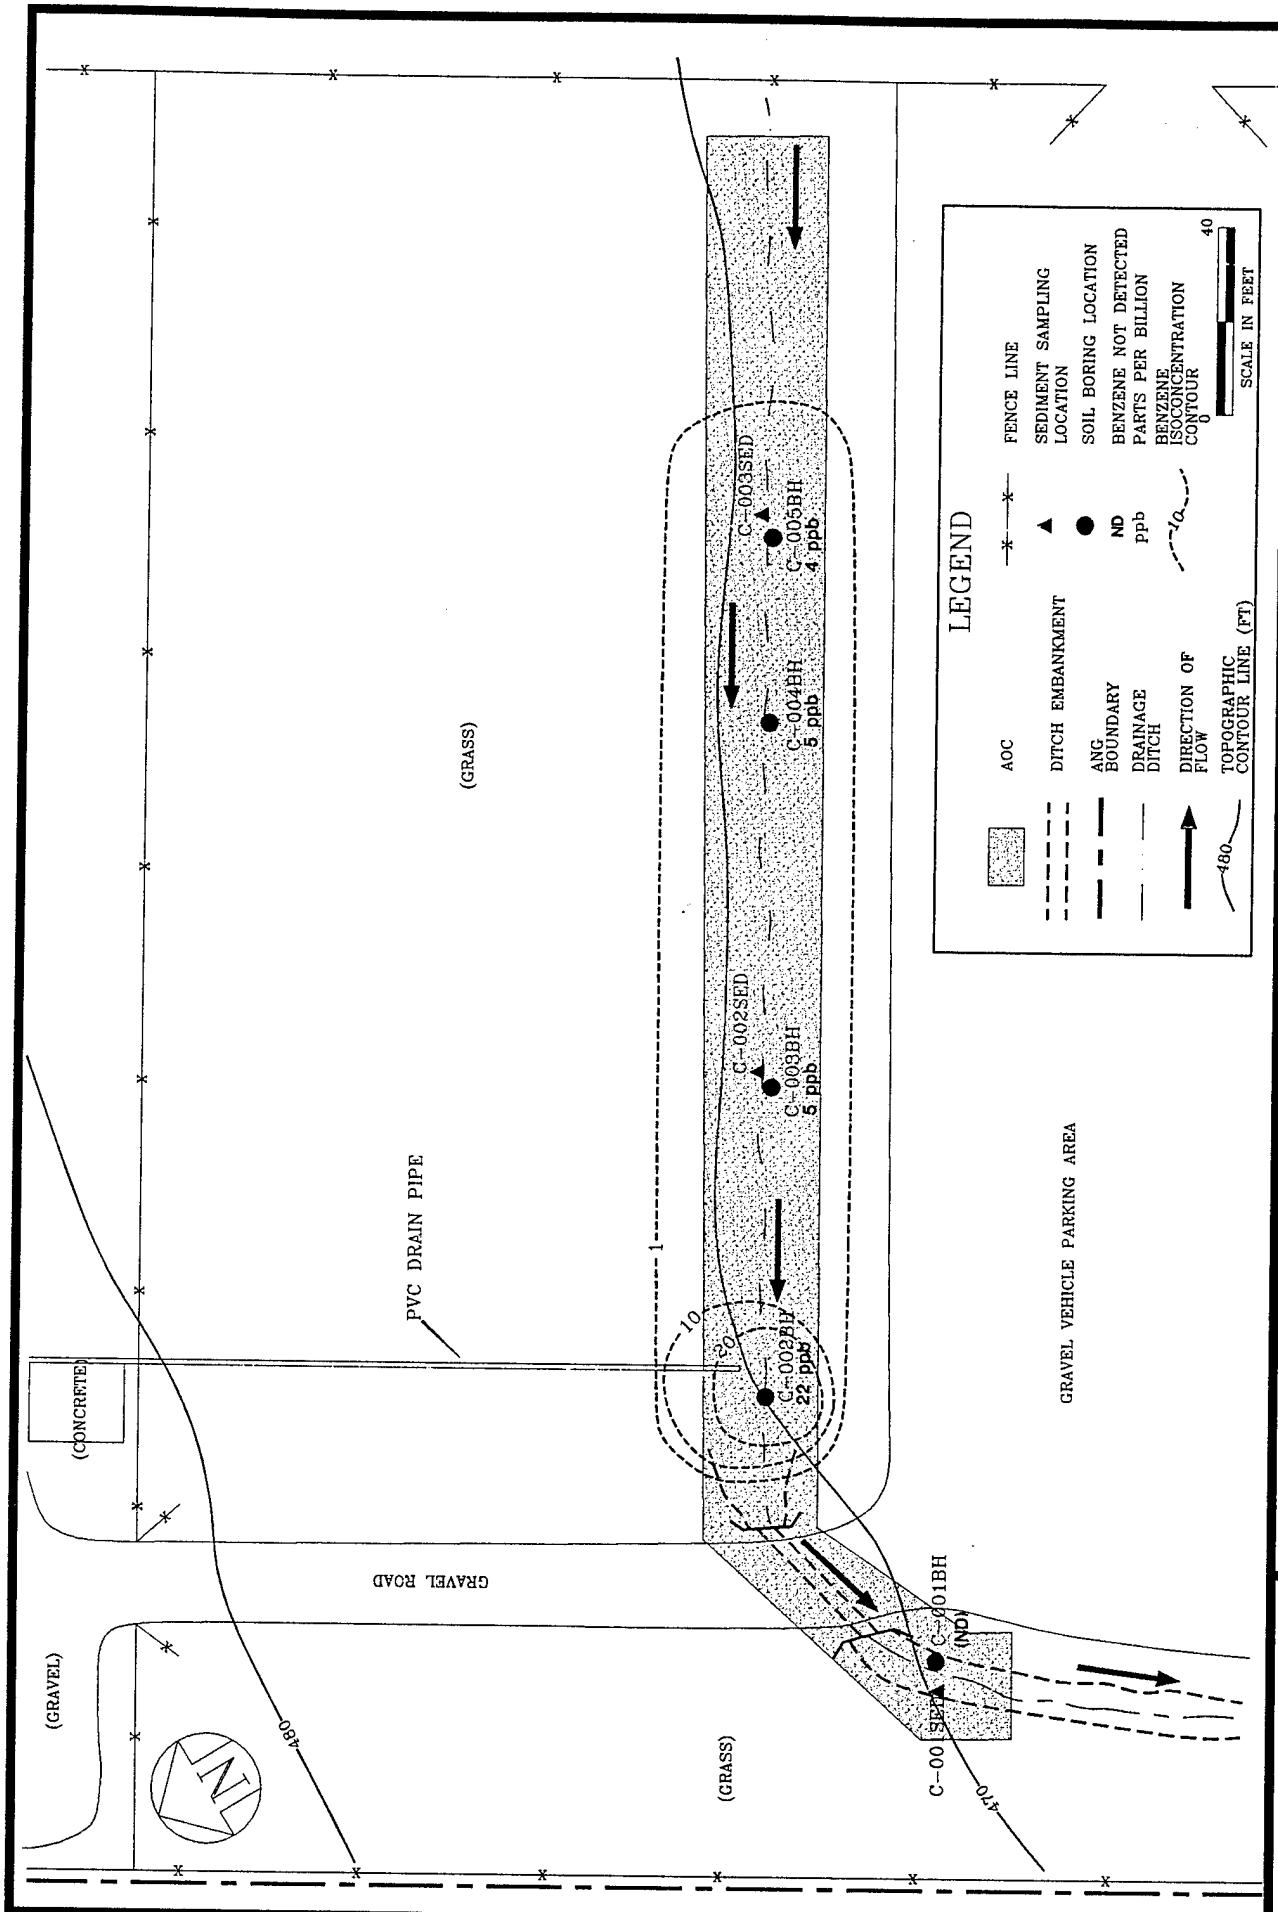 (GRAVEL)
(CONCRETE)
N
480
GRAVEL ROAD
PVC DRAIN PIPE
(GRASS)
(GRASS)
1
10
20
C-002BH
22 ppb
C-002SED
C-003BH
5 ppb
C-004BH
5 ppb
C-003SED
C-005BH
4 ppb
C-001BH
(ND)
C-001SED
470
GRAVEL VEHICLE PARKING AREA
LEGEND
AOC
DITCH EMBANKMENT
ANG
BOUNDARY
DRAINAGE
DITCH
DIRECTION OF
FLOW
480
TOPOGRAPHIC
CONTOUR LINE (FT)
FENCE LINE
SEDIMENT SAMPLING
LOCATION
SOIL BORING LOCATION
ND BENZENE NOT DETECTED
ppb PARTS PER BILLION
10
BENZENE
ISOCONCENTRATION
CONTOUR
0 40
SCALE IN FEET